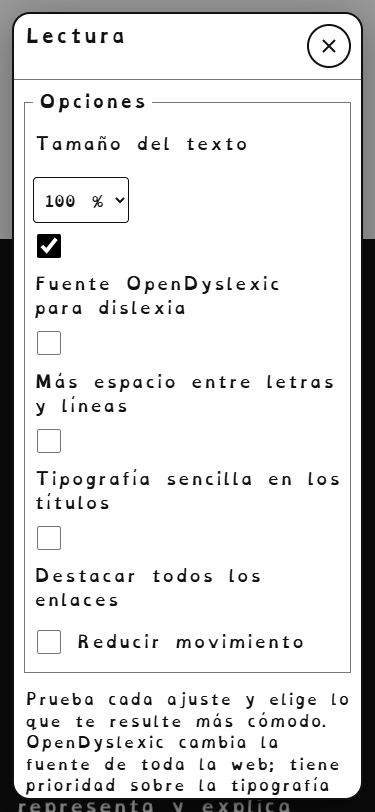 Lectura
Opciones
Tamaño del texto
100 %
Fuente OpenDyslexic
para dislexia
Más espacio entre letras
y líneas
Tipografía sencilla en los
títulos
Destacar todos los
enlaces
Reducir movimiento
Prueba cada ajuste y elige lo
que te resulte más cómodo.
OpenDyslexic cambia la
fuente de toda la web; tiene
prioridad sobre la tipografía
representa y explica